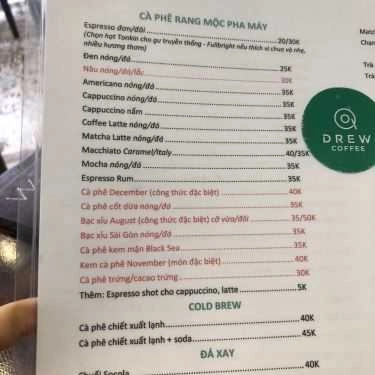 CÀ PHÊ RANG MỘC PHA MÁY
Espresso đơn/đôi 20/30K
(Chọn hạt Tonkin cho gu truyền thống - Fullbright nếu thích vị chua và nhẹ,
nhiều hương thơm)
Đen nóng/đá 25K
Nâu nóng/đá/lắc 30K
Americano nóng/đá 35K
Cappuccino nóng/đá 35K
Cappuccino nấm 35K
Coffee Latte nóng/đá 35K
Matcha Latte nóng/đá 35K
Macchiato Caramel/Italy 40/35K
Mocha nóng/đá 35K
Espresso Rum 35K
Cà phê December (công thức đặc biệt) 40K
Cà phê cốt dừa nóng/đá 35K
Bạc xỉu August (công thức đặc biệt) cỡ vừa/đôi 35/50K
Bạc xỉu Sài Gòn nóng/đá 35K
Cà phê kem mặn Black Sea 35K
Kem cà phê November (món đặc biệt) 40K
Cà phê trứng/cacao trứng 30K
Thêm: Espresso shot cho cappuccino, latte 5K
COLD BREW
Cà phê chiết xuất lạnh 40K
Cà phê chiết xuất lạnh + soda 45K
ĐÁ XAY
Chuối Socola 40K
DREW
COFFEE
Trà
Trà